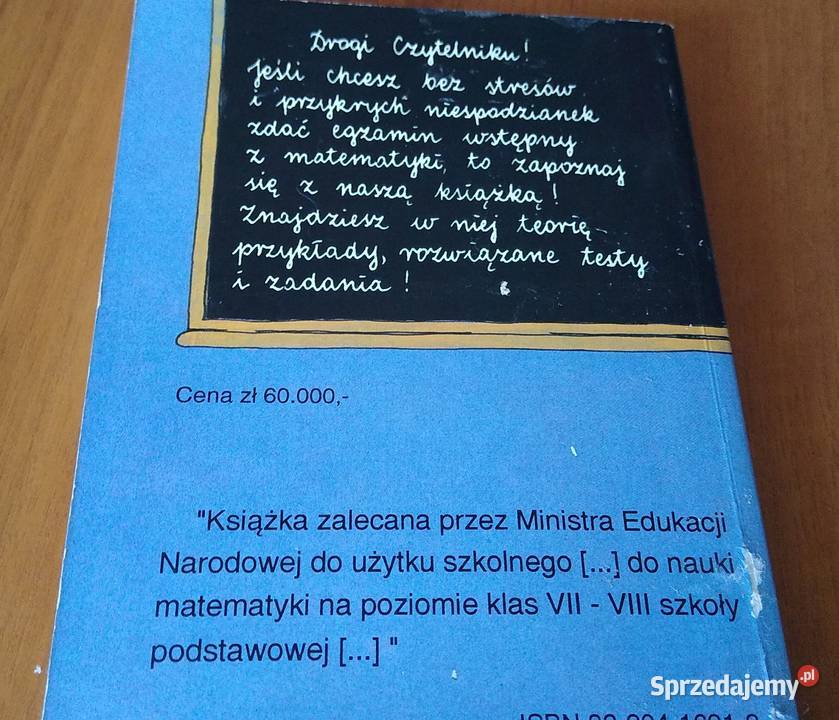 Drogi Czytelniku!
Jeśli chcesz bez stresów
i przykrych niespodzianek
zdać egzamin wstępny
z matematyki, to zapoznaj
się z naszą książką!
Znajdziesz w niej teorię -
przykłady, rozwiązane testy
i zadania!
Cena zł 60.000,-
"Książka zalecana przez Ministra Edukacji
Narodowej do użytku szkolnego [...] do nauki
matematyki na poziomie klas VII - VIII szkoły
podstawowej [...] "
Sprzedajemy.pl
ISBN